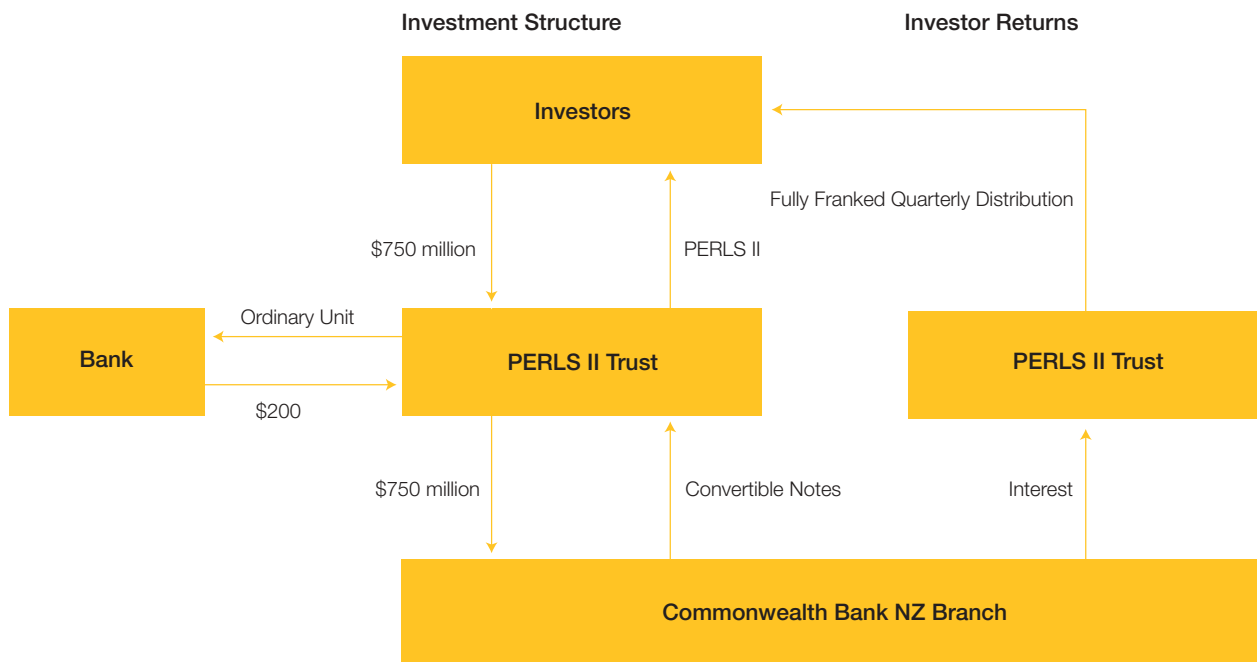 Investment Structure
Investor Returns
Investors
Fully Franked Quarterly Distribution
$750 million
PERLS II
Ordinary Unit
Bank
PERLS II Trust
PERLS II Trust
$200
$750 million
Convertible Notes
Interest
Commonwealth Bank NZ Branch